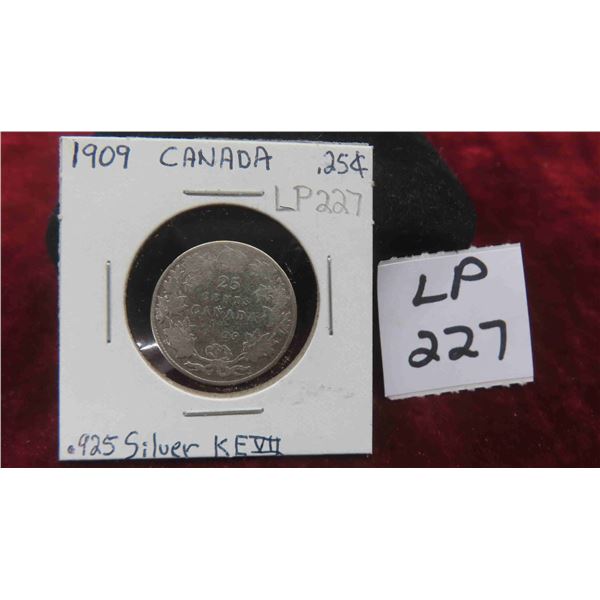 1909 CANADA .25¢
LP227
25
CENTS
CANADA
.925 Silver KEVII
LP
227